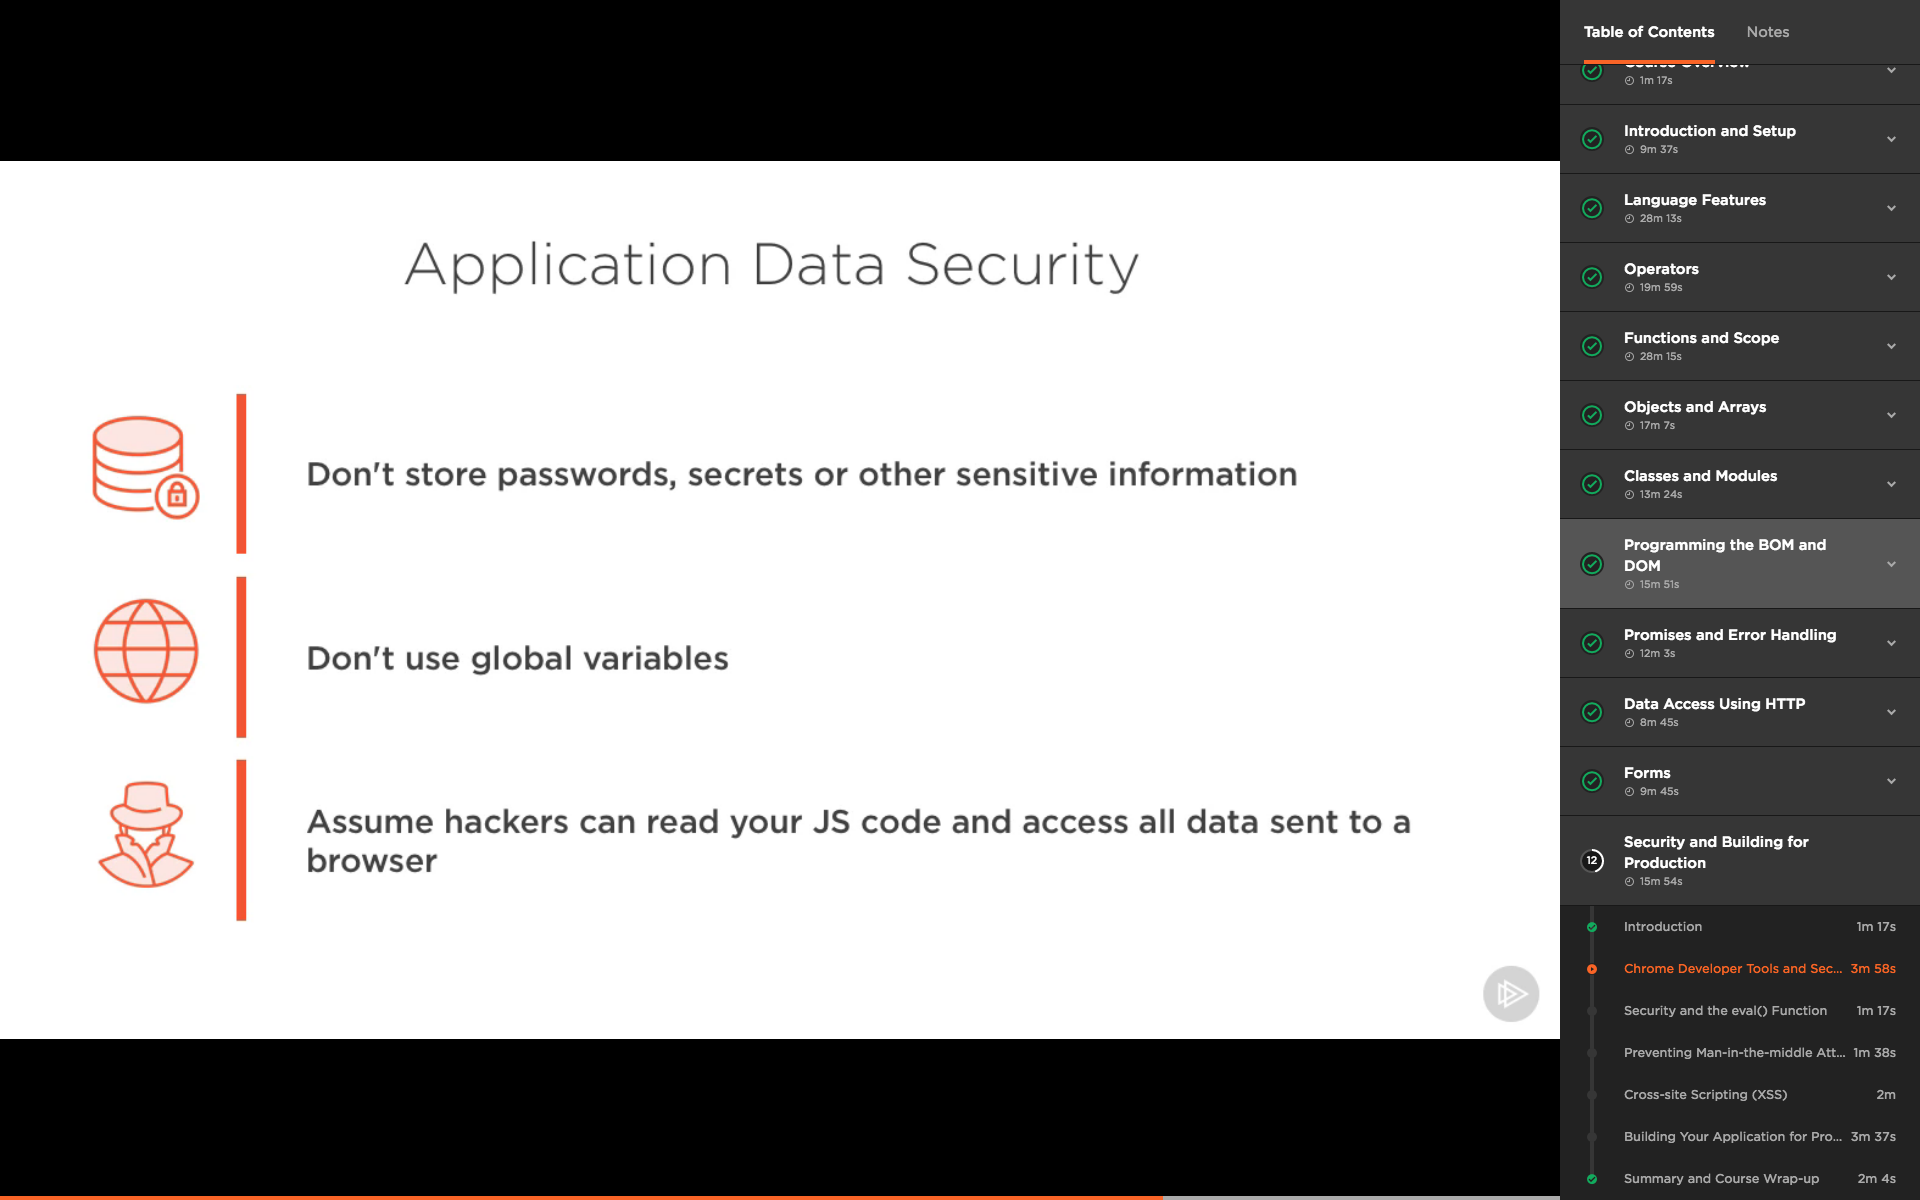 Application Data Security
Don't store passwords, secrets or other sensitive information
Don't use global variables
Assume hackers can read your JS code and access all data sent to a
browser
Table of Contents
Notes
Course Overview
1m 17s
Introduction and Setup
9m 37s
Language Features
28m 13s
Operators
19m 59s
Functions and Scope
28m 15s
Objects and Arrays
17m 7s
Classes and Modules
13m 24s
Programming the BOM and
DOM
15m 51s
Promises and Error Handling
12m 3s
Data Access Using HTTP
8m 45s
Forms
9m 45s
12
Security and Building for
Production
15m 54s
Introduction 1m 17s
Chrome Developer Tools and Sec... 3m 58s
Security and the eval() Function 1m 17s
Preventing Man-in-the-middle Att... 1m 38s
Cross-site Scripting (XSS) 2m
Building Your Application for Pro... 3m 37s
Summary and Course Wrap-up 2m 4s